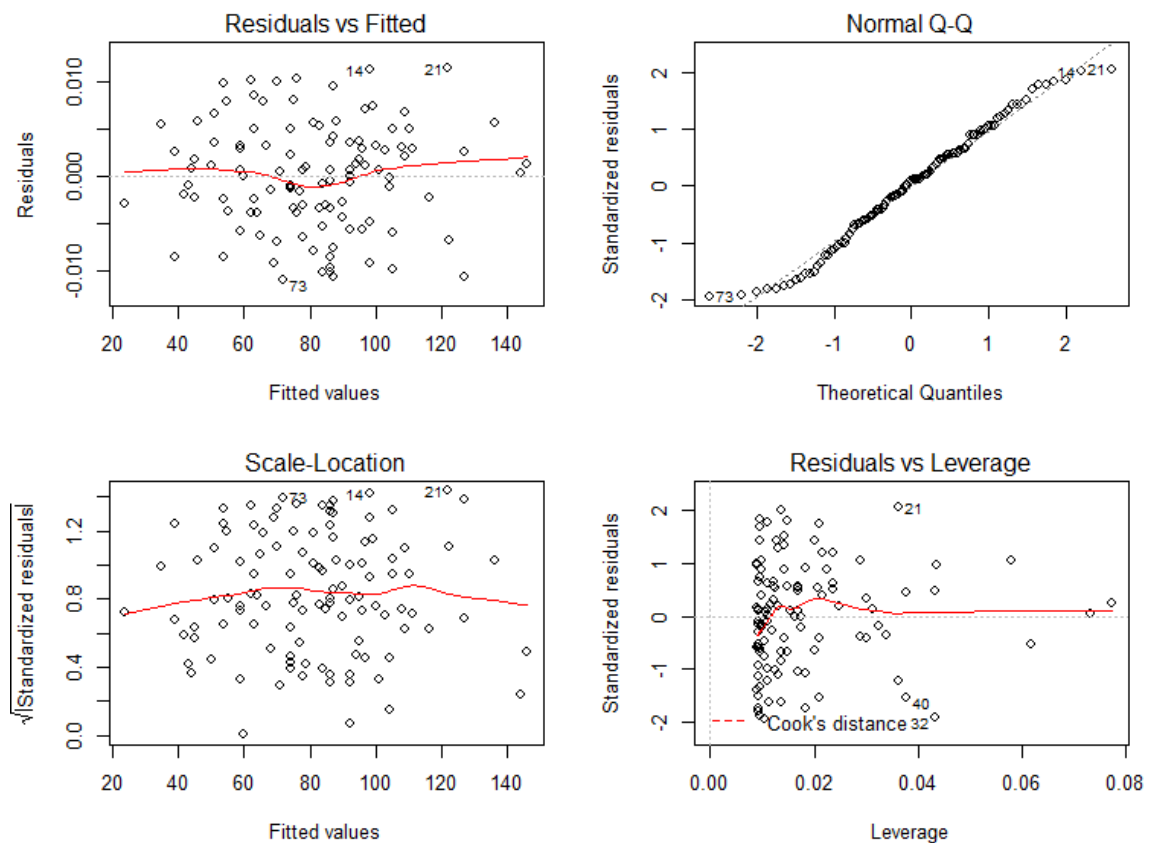 Residuals vs Fitted
Residuals
0.010
0.000
-0.010
14
21
73
20 40 60 80 100 120 140
Fitted values
Normal Q-Q
Standardized residuals
2
1
0
-1
-2
14 21
73
-2 -1 0 1 2
Theoretical Quantiles
Scale-Location
√|Standardized residuals|
1.2
0.8
0.4
0.0
73
14
21
20 40 60 80 100 120 140
Fitted values
Residuals vs Leverage
Standardized residuals
2
1
0
-1
-2
21
40
Cook's distance 32
0.00 0.02 0.04 0.06 0.08
Leverage